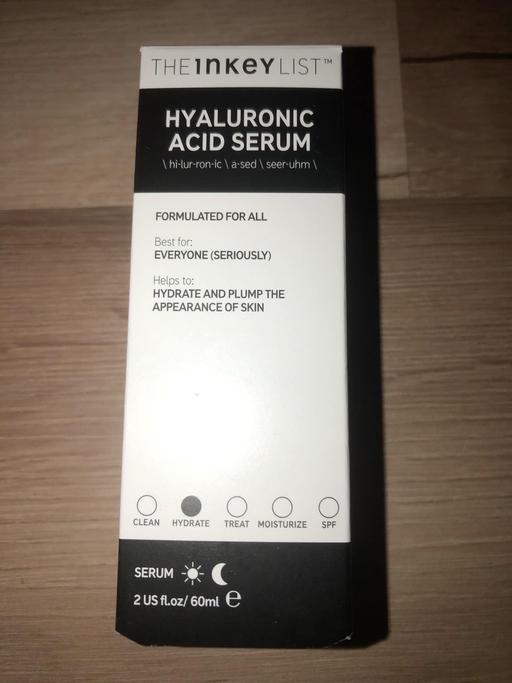 THE INKEY LIST™
HYALURONIC
ACID SERUM
\ hi-lur-ron-ic \ a-sed \ seer-uhm \
FORMULATED FOR ALL
Best for:
EVERYONE (SERIOUSLY)
Helps to:
HYDRATE AND PLUMP THE
APPEARANCE OF SKIN
CLEAN HYDRATE TREAT MOISTURIZE SPF
SERUM
2 US fl.oz/ 60ml ℮